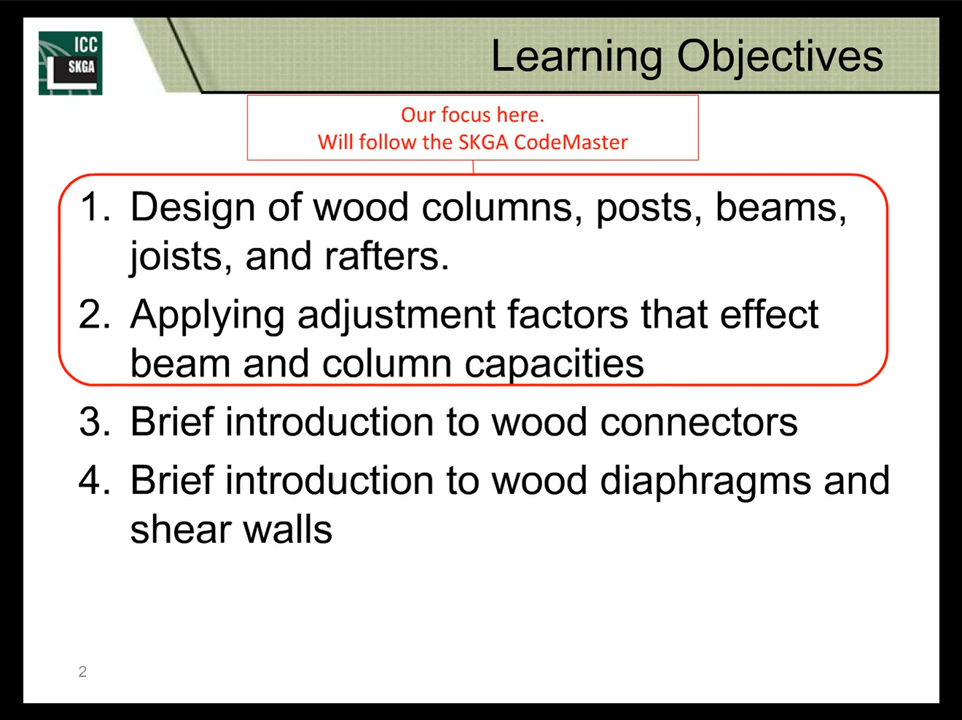 ICC
SKGA
Learning Objectives
Our focus here.
Will follow the SKGA CodeMaster
1. Design of wood columns, posts, beams,
joists, and rafters.
2. Applying adjustment factors that effect
beam and column capacities
3. Brief introduction to wood connectors
4. Brief introduction to wood diaphragms and
shear walls
2